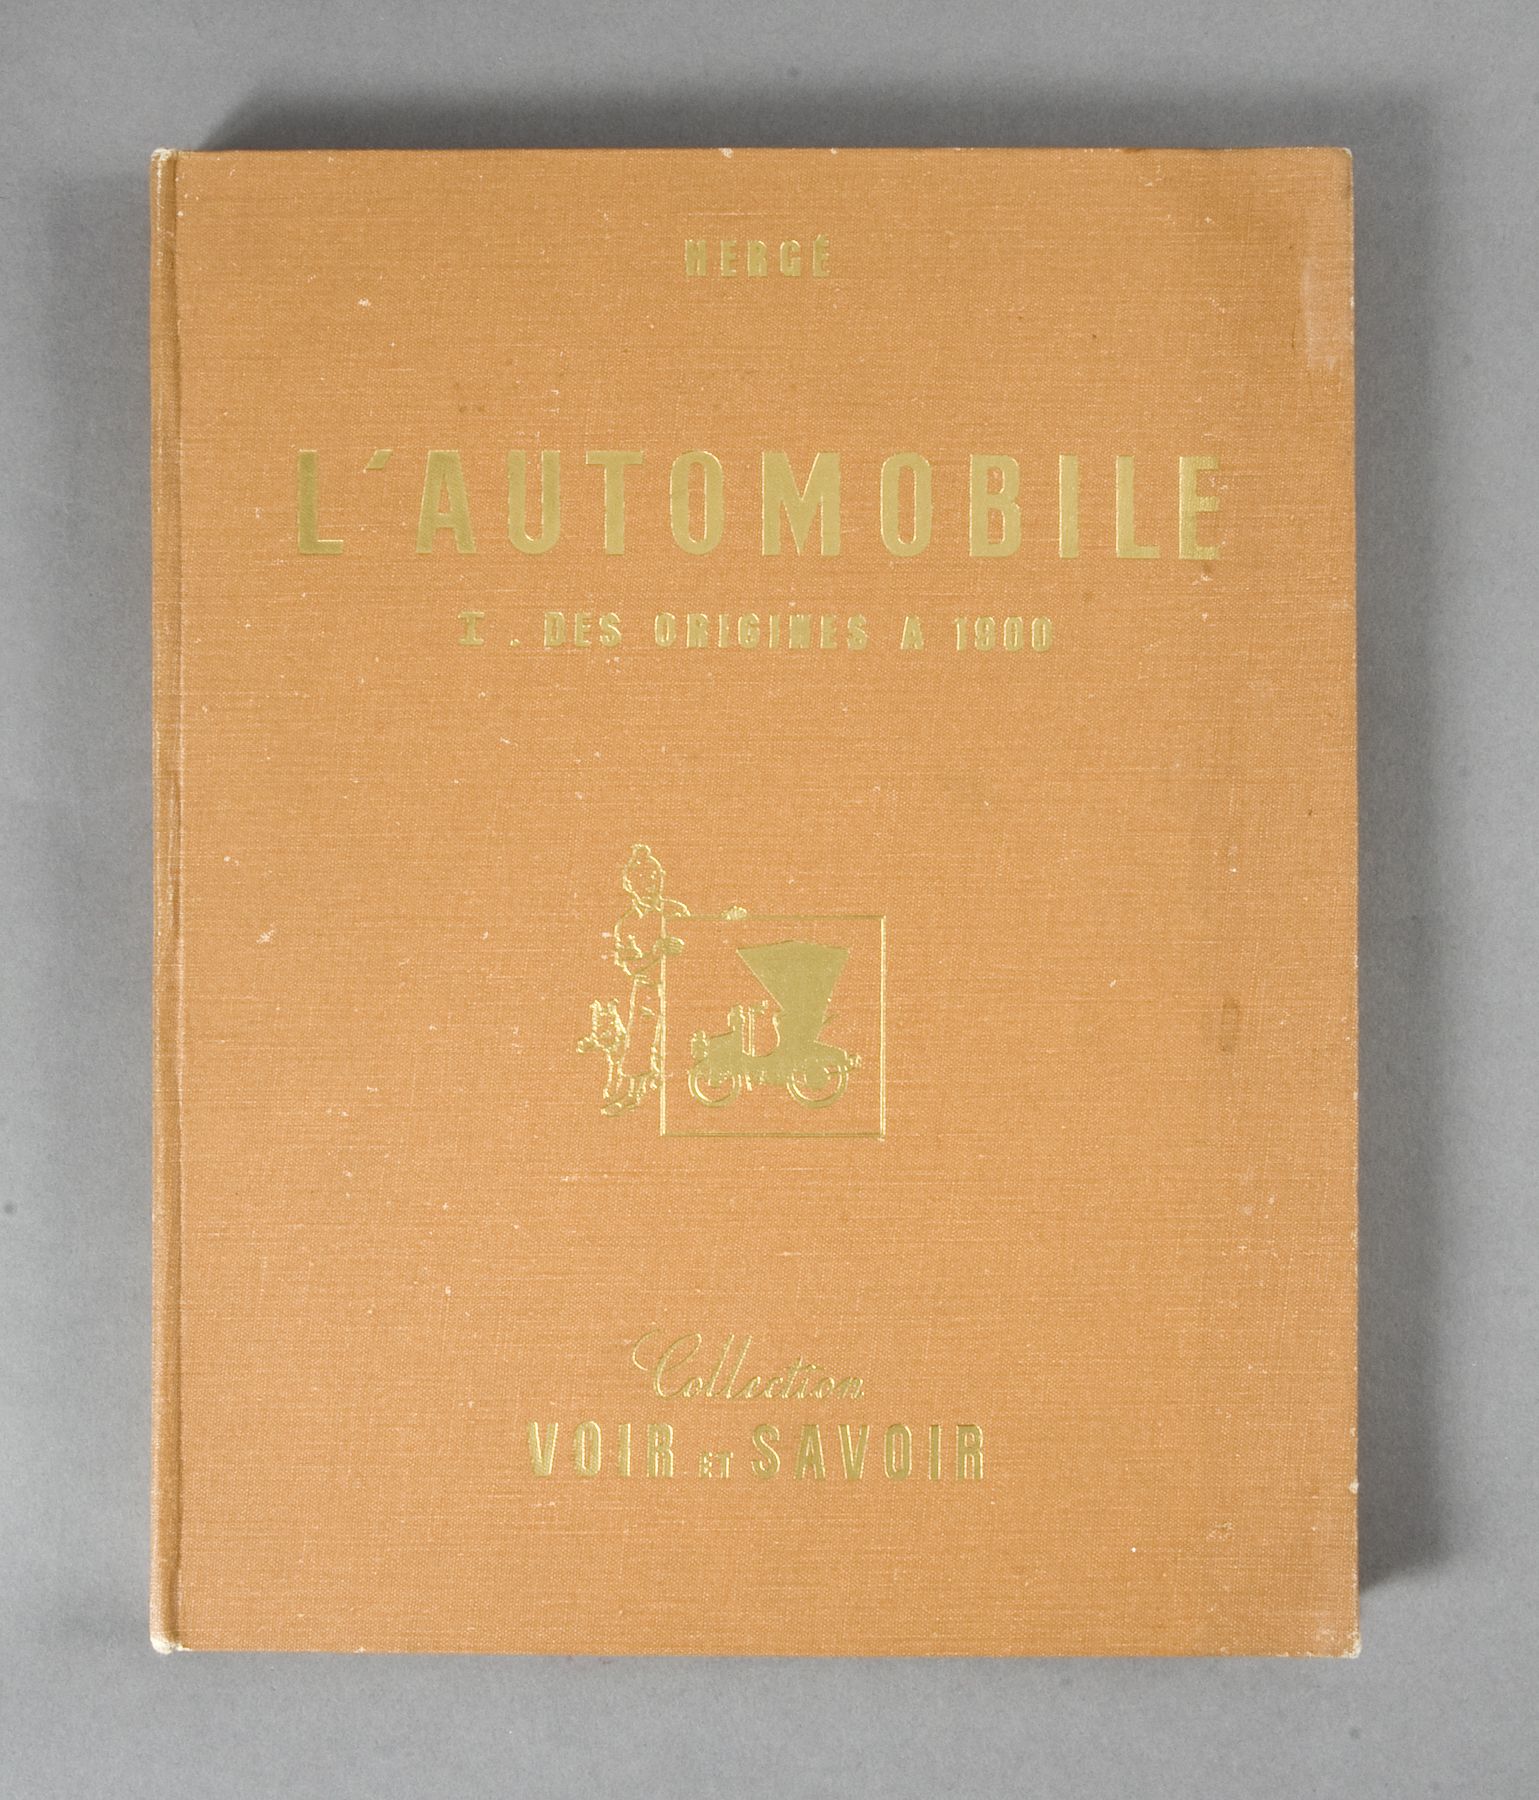 HERGÉ
L'AUTOMOBILE
I. DES ORIGINES A 1900
Collection
VOIR ET SAVOIR